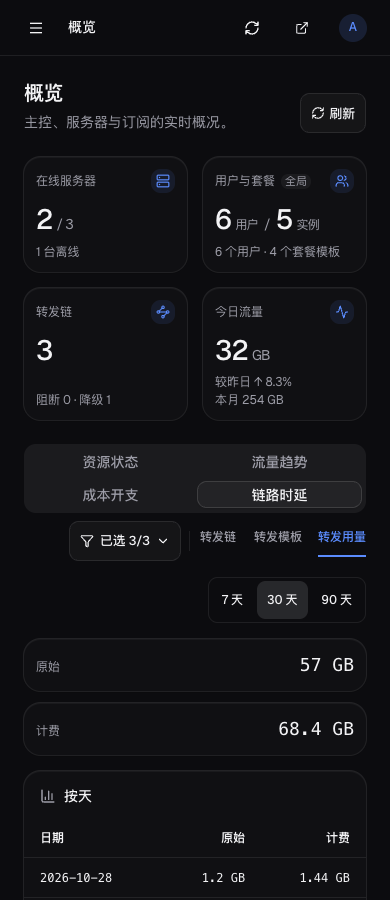 概览
A
概览
主控、服务器与订阅的实时概况。
刷新
在线服务器
2 / 3
1 台离线
用户与套餐 全局
6 用户 / 5 实例
6 个用户 · 4 个套餐模板
转发链
3
阻断 0 · 降级 1
今日流量
32 GB
较昨日 ↑ 8.3%
本月 254 GB
资源状态 流量趋势
成本开支 链路时延
已选 3/3 转发链 转发模板 转发用量
7 天 30 天 90 天
原始 57 GB
计费 68.4 GB
按天
日期 原始 计费
2026-10-28 1.2 GB 1.44 GB